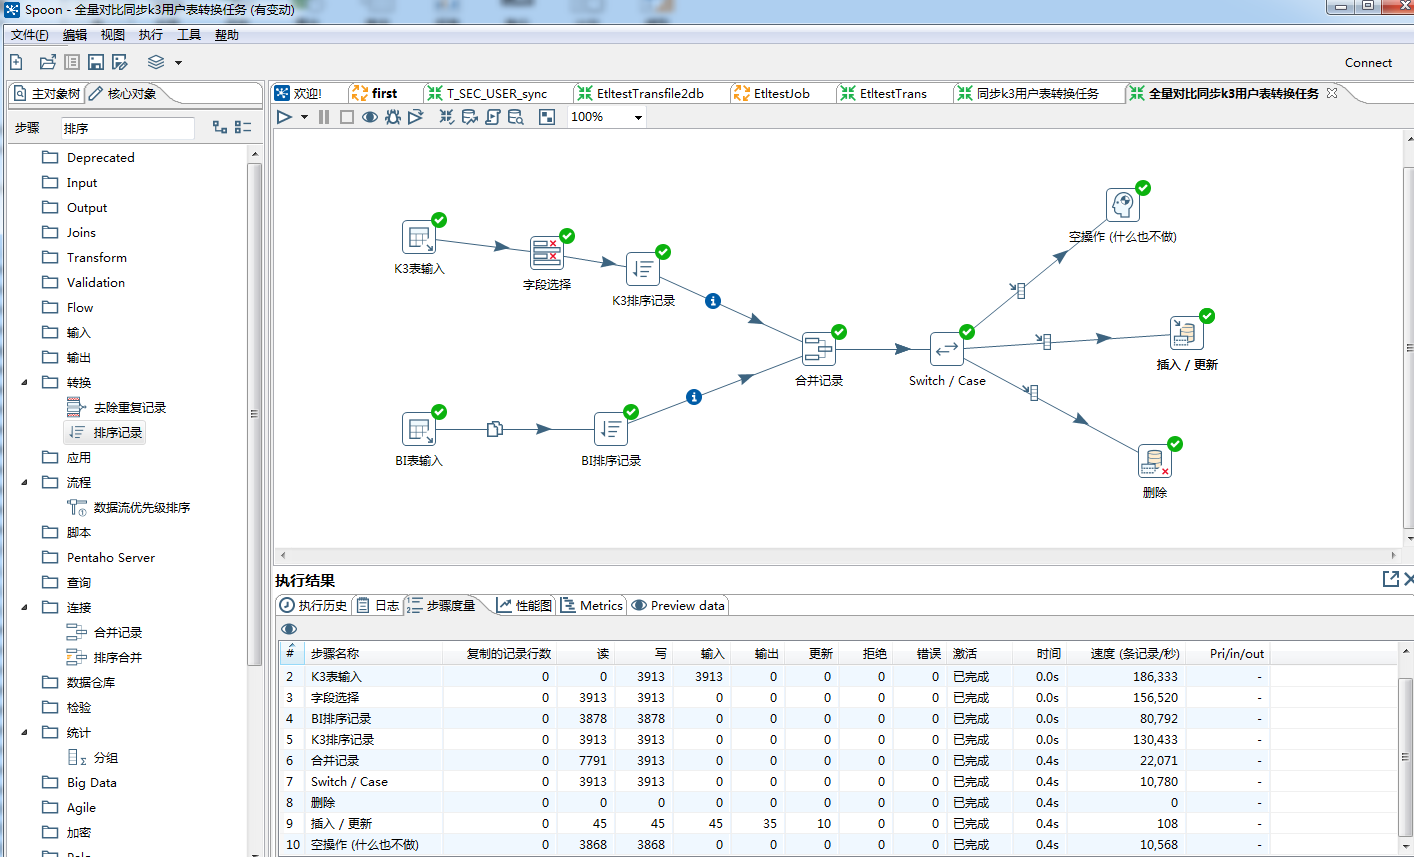 Spoon - 全量对比同步k3用户表转换任务 (有变动)
文件(F) 编辑 视图 执行 工具 帮助
Connect
主对象树 核心对象
欢迎! first T_SEC_USER_sync EtltestTransfile2db EtltestJob EtltestTrans 同步k3用户表转换任务 全量对比同步k3用户表转换任务
步骤 排序
100%
Deprecated
Input
Output
Joins
Transform
Validation
Flow
输入
输出
转换
去除重复记录
排序记录
应用
流程
数据流优先级排序
脚本
Pentaho Server
查询
连接
合并记录
排序合并
数据仓库
检验
统计
分组
Big Data
Agile
加密
K3表输入
字段选择
K3排序记录
BI表输入
BI排序记录
合并记录
Switch / Case
空操作 (什么也不做)
插入 / 更新
删除
执行结果
执行历史 日志 步骤度量 性能图 Metrics Preview data
# 步骤名称 复制的记录行数 读 写 输入 输出 更新 拒绝 错误 激活 时间 速度 (条记录/秒) Pri/in/out
2 K3表输入 0 0 3913 3913 0 0 0 0 已完成 0.0s 186,333 -
3 字段选择 0 3913 3913 0 0 0 0 0 已完成 0.0s 156,520 -
4 BI排序记录 0 3878 3878 0 0 0 0 0 已完成 0.0s 80,792 -
5 K3排序记录 0 3913 3913 0 0 0 0 0 已完成 0.0s 130,433 -
6 合并记录 0 7791 3913 0 0 0 0 0 已完成 0.4s 22,071 -
7 Switch / Case 0 3913 3913 0 0 0 0 0 已完成 0.4s 10,780 -
8 删除 0 0 0 0 0 0 0 0 已完成 0.4s 0 -
9 插入 / 更新 0 45 45 45 35 10 0 0 已完成 0.4s 108 -
10 空操作 (什么也不做) 0 3868 3868 0 0 0 0 0 已完成 0.4s 10,568 -